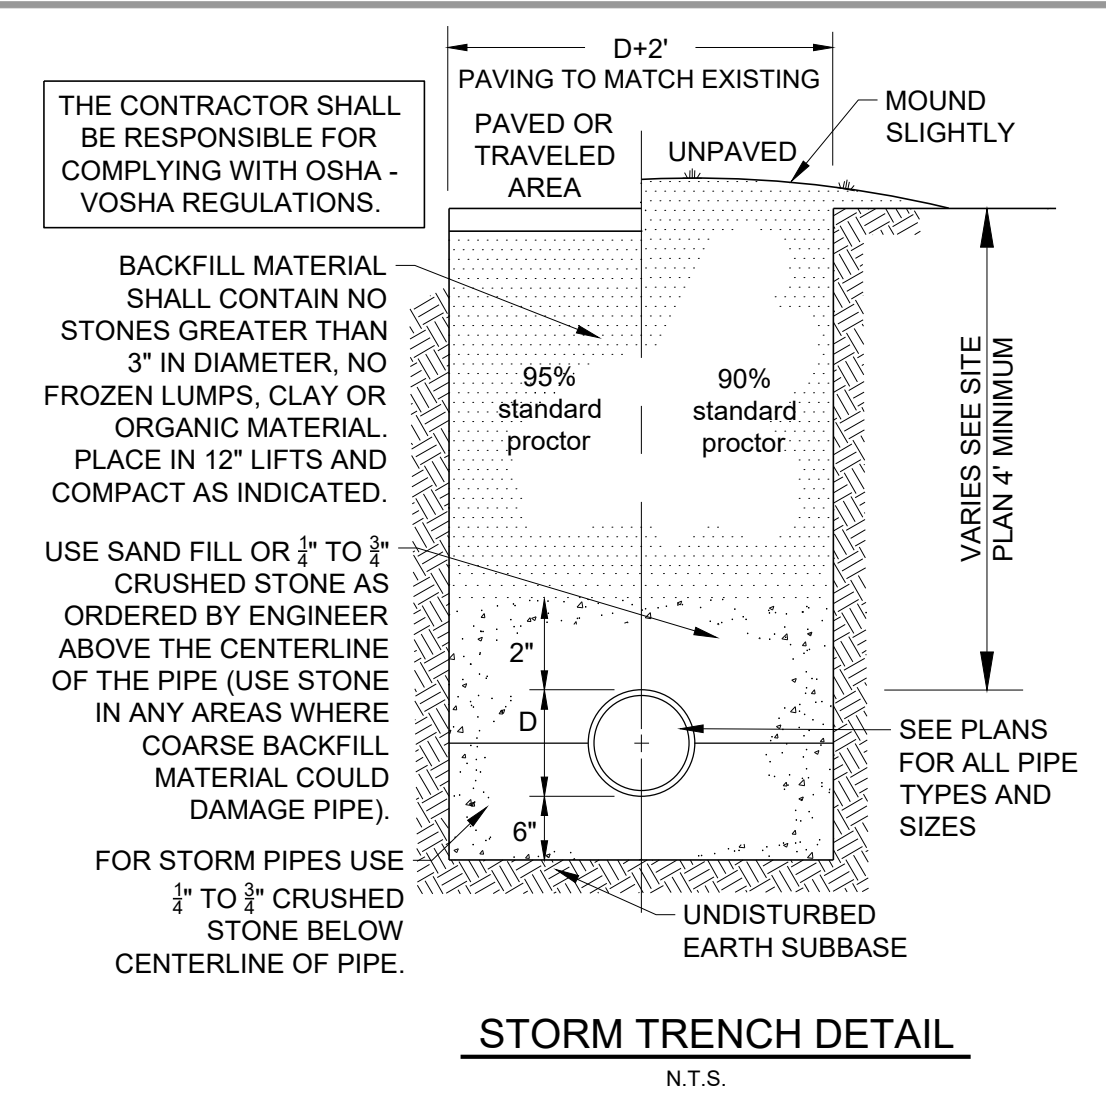 D+2'
PAVING TO MATCH EXISTING
THE CONTRACTOR SHALL
BE RESPONSIBLE FOR
COMPLYING WITH OSHA -
VOSHA REGULATIONS.
PAVED OR
TRAVELED
AREA
UNPAVED
MOUND
SLIGHTLY
BACKFILL MATERIAL
SHALL CONTAIN NO
STONES GREATER THAN
3" IN DIAMETER, NO
FROZEN LUMPS, CLAY OR
ORGANIC MATERIAL.
PLACE IN 12" LIFTS AND
COMPACT AS INDICATED.
95%
standard
proctor
90%
standard
proctor
VARIES SEE SITE
PLAN 4' MINIMUM
USE SAND FILL OR 1/4" TO 3/4"
CRUSHED STONE AS
ORDERED BY ENGINEER
ABOVE THE CENTERLINE
OF THE PIPE (USE STONE
IN ANY AREAS WHERE
COARSE BACKFILL
MATERIAL COULD
DAMAGE PIPE).
2"
D
6"
SEE PLANS
FOR ALL PIPE
TYPES AND
SIZES
FOR STORM PIPES USE
1/4" TO 3/4" CRUSHED
STONE BELOW
CENTERLINE OF PIPE.
UNDISTURBED
EARTH SUBBASE
STORM TRENCH DETAIL
N.T.S.